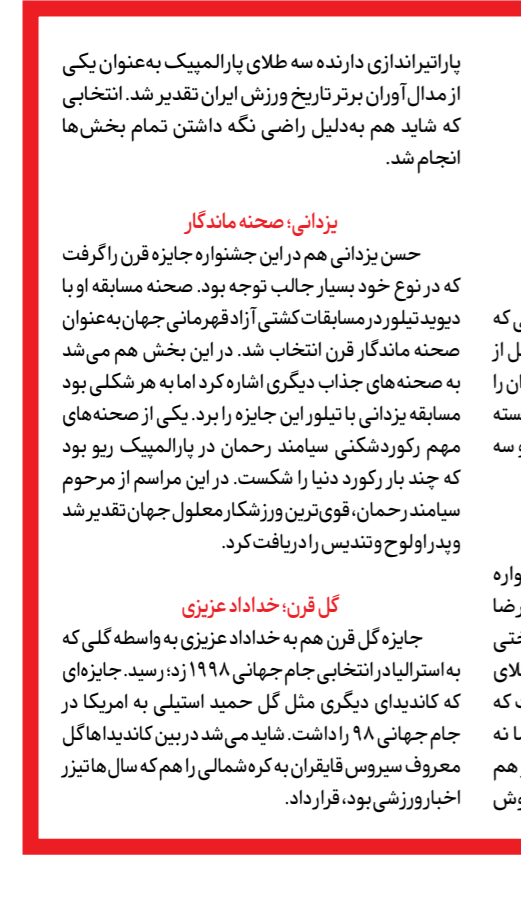 پاراتیراندازی دارنده سه طلای پارالمپیک به‌عنوان یکی
از مدال‌آوران برتر تاریخ ورزش ایران تقدیر شد. انتخابی
که شاید هم به‌دلیل راضی نگه داشتن تمام بخش‌ها
انجام شد.
یزدانی؛ صحنه ماندگار
حسن یزدانی هم در این جشنواره جایزه قرن را گرفت
که در نوع خود بسیار جالب توجه بود. صحنه مسابقه او با
دیوید تیلور در مسابقات کشتی آزاد قهرمانی جهان به‌عنوان
صحنه ماندگار قرن انتخاب شد. در این بخش هم می‌شد
به صحنه‌های جذاب دیگری اشاره کرد اما به هر شکلی بود
مسابقه یزدانی با تیلور این جایزه را برد. یکی از صحنه‌های
مهم رکوردشکنی سیامند رحمان در پارالمپیک ریو بود
که چند بار رکورد دنیا را شکست. در این مراسم از مرحوم
سیامند رحمان، قوی‌ترین ورزشکار معلول جهان تقدیر شد
و پدر او لوح و تندیس را دریافت کرد.
گل قرن؛ خداداد عزیزی
جایزه گل قرن هم به خداداد عزیزی به واسطه گلی که
به استرالیا در انتخابی جام جهانی ۱۹۹۸ زد؛ رسید. جایزه‌ای
که کاندیدای دیگری مثل گل حمید استیلی به امریکا در
جام جهانی ۹۸ را داشت. شاید می‌شد در بین کاندیداها گل
معروف سیروس قایقران به کره شمالی را هم که سال‌ها تیزر
اخبار ورزشی بود، قرار داد.
که
از
را
و سه
رضا
که
نه
هم